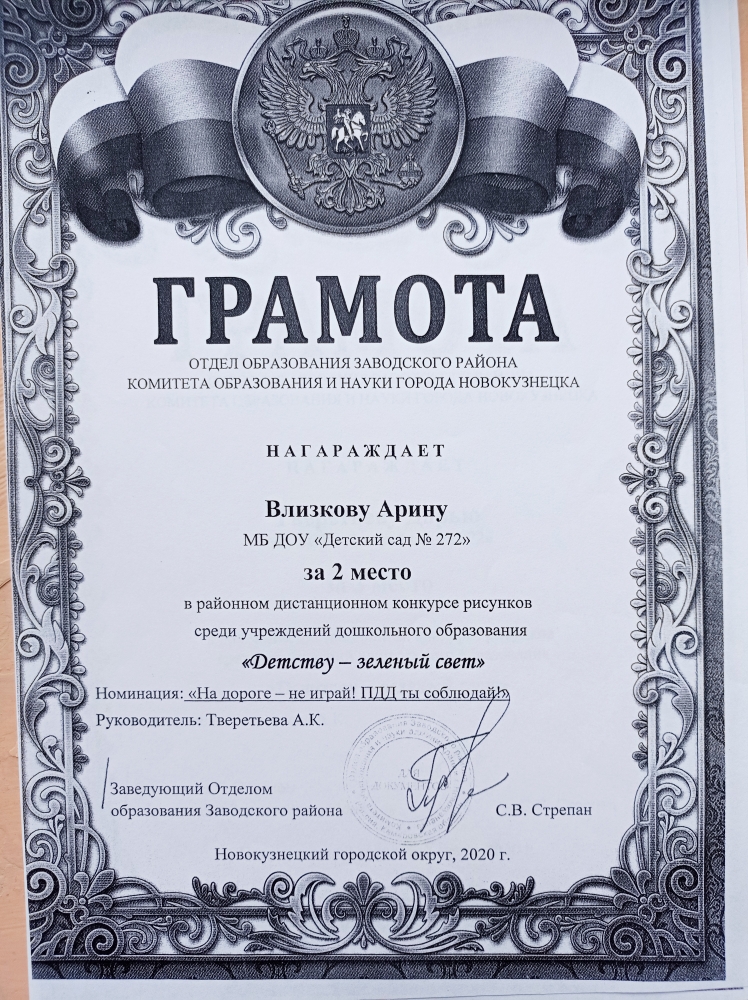 ГРАМОТА
ОТДЕЛ ОБРАЗОВАНИЯ ЗАВОДСКОГО РАЙОНА
КОМИТЕТА ОБРАЗОВАНИЯ И НАУКИ ГОРОДА НОВОКУЗНЕЦКА
НАГАРАЖДАЕТ
Влизкову Арину
МБ ДОУ «Детский сад № 272»
за 2 место
в районном дистанционном конкурсе рисунков
среди учреждений дошкольного образования
«Детству – зеленый свет»
Номинация: «На дороге – не играй! ПДД ты соблюдай!»
Руководитель: Тверетьева А.К.
Заведующий Отделом
образования Заводского района
С.В. Стрепан
Новокузнецкий городской округ, 2020 г.